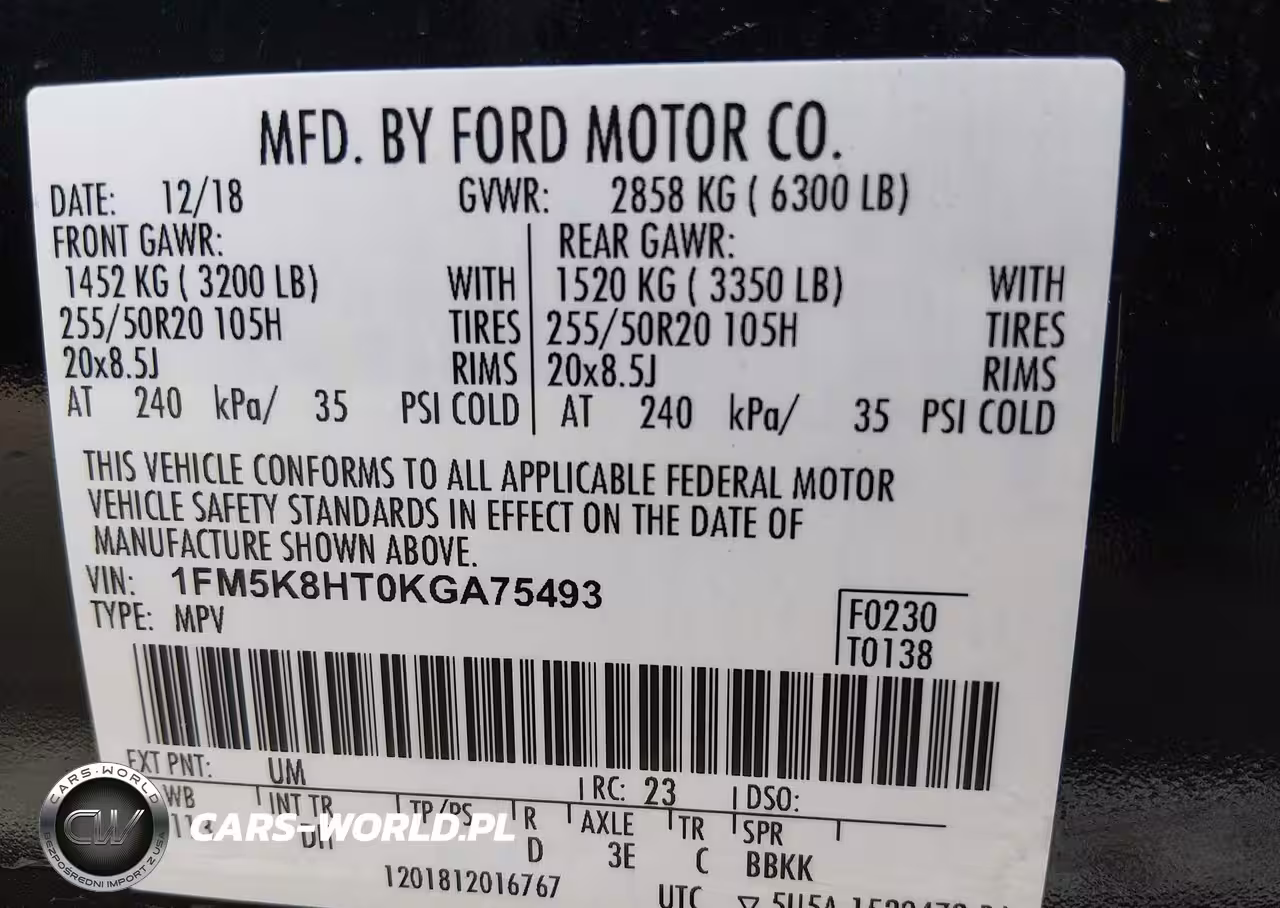 MFD. BY FORD MOTOR CO.
DATE: 12/18 GVWR: 2858 KG ( 6300 LB)
FRONT GAWR: REAR GAWR:
1452 KG ( 3200 LB) WITH 1520 KG ( 3350 LB) WITH
255/50R20 105H TIRES 255/50R20 105H TIRES
20x8.5J RIMS 20x8.5J RIMS
AT 240 kPa/ 35 PSI COLD AT 240 kPa/ 35 PSI COLD
THIS VEHICLE CONFORMS TO ALL APPLICABLE FEDERAL MOTOR
VEHICLE SAFETY STANDARDS IN EFFECT ON THE DATE OF
MANUFACTURE SHOWN ABOVE.
VIN: 1FM5K8HT0KGA75493
TYPE: MPV
F0230
T0138
EXT PNT: UM RC: 23 DSO:
WB INT TR TP/PS R AXLE TR SPR
D 3E C BBKK
1201812016767
UTC
CARS-WORLD
CW
BEZPOŚREDNI IMPORT Z USA
CARS-WORLD.PL